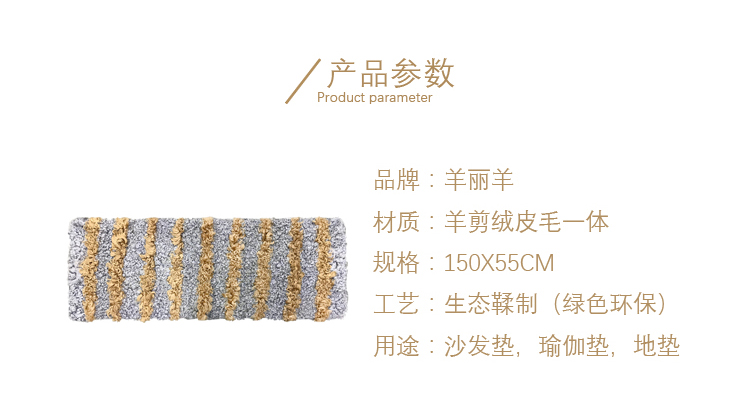 产品参数
Product parameter
品牌：羊丽羊
材质：羊剪绒皮毛一体
规格：150X55CM
工艺：生态鞣制（绿色环保）
用途：沙发垫，瑜伽垫，地垫